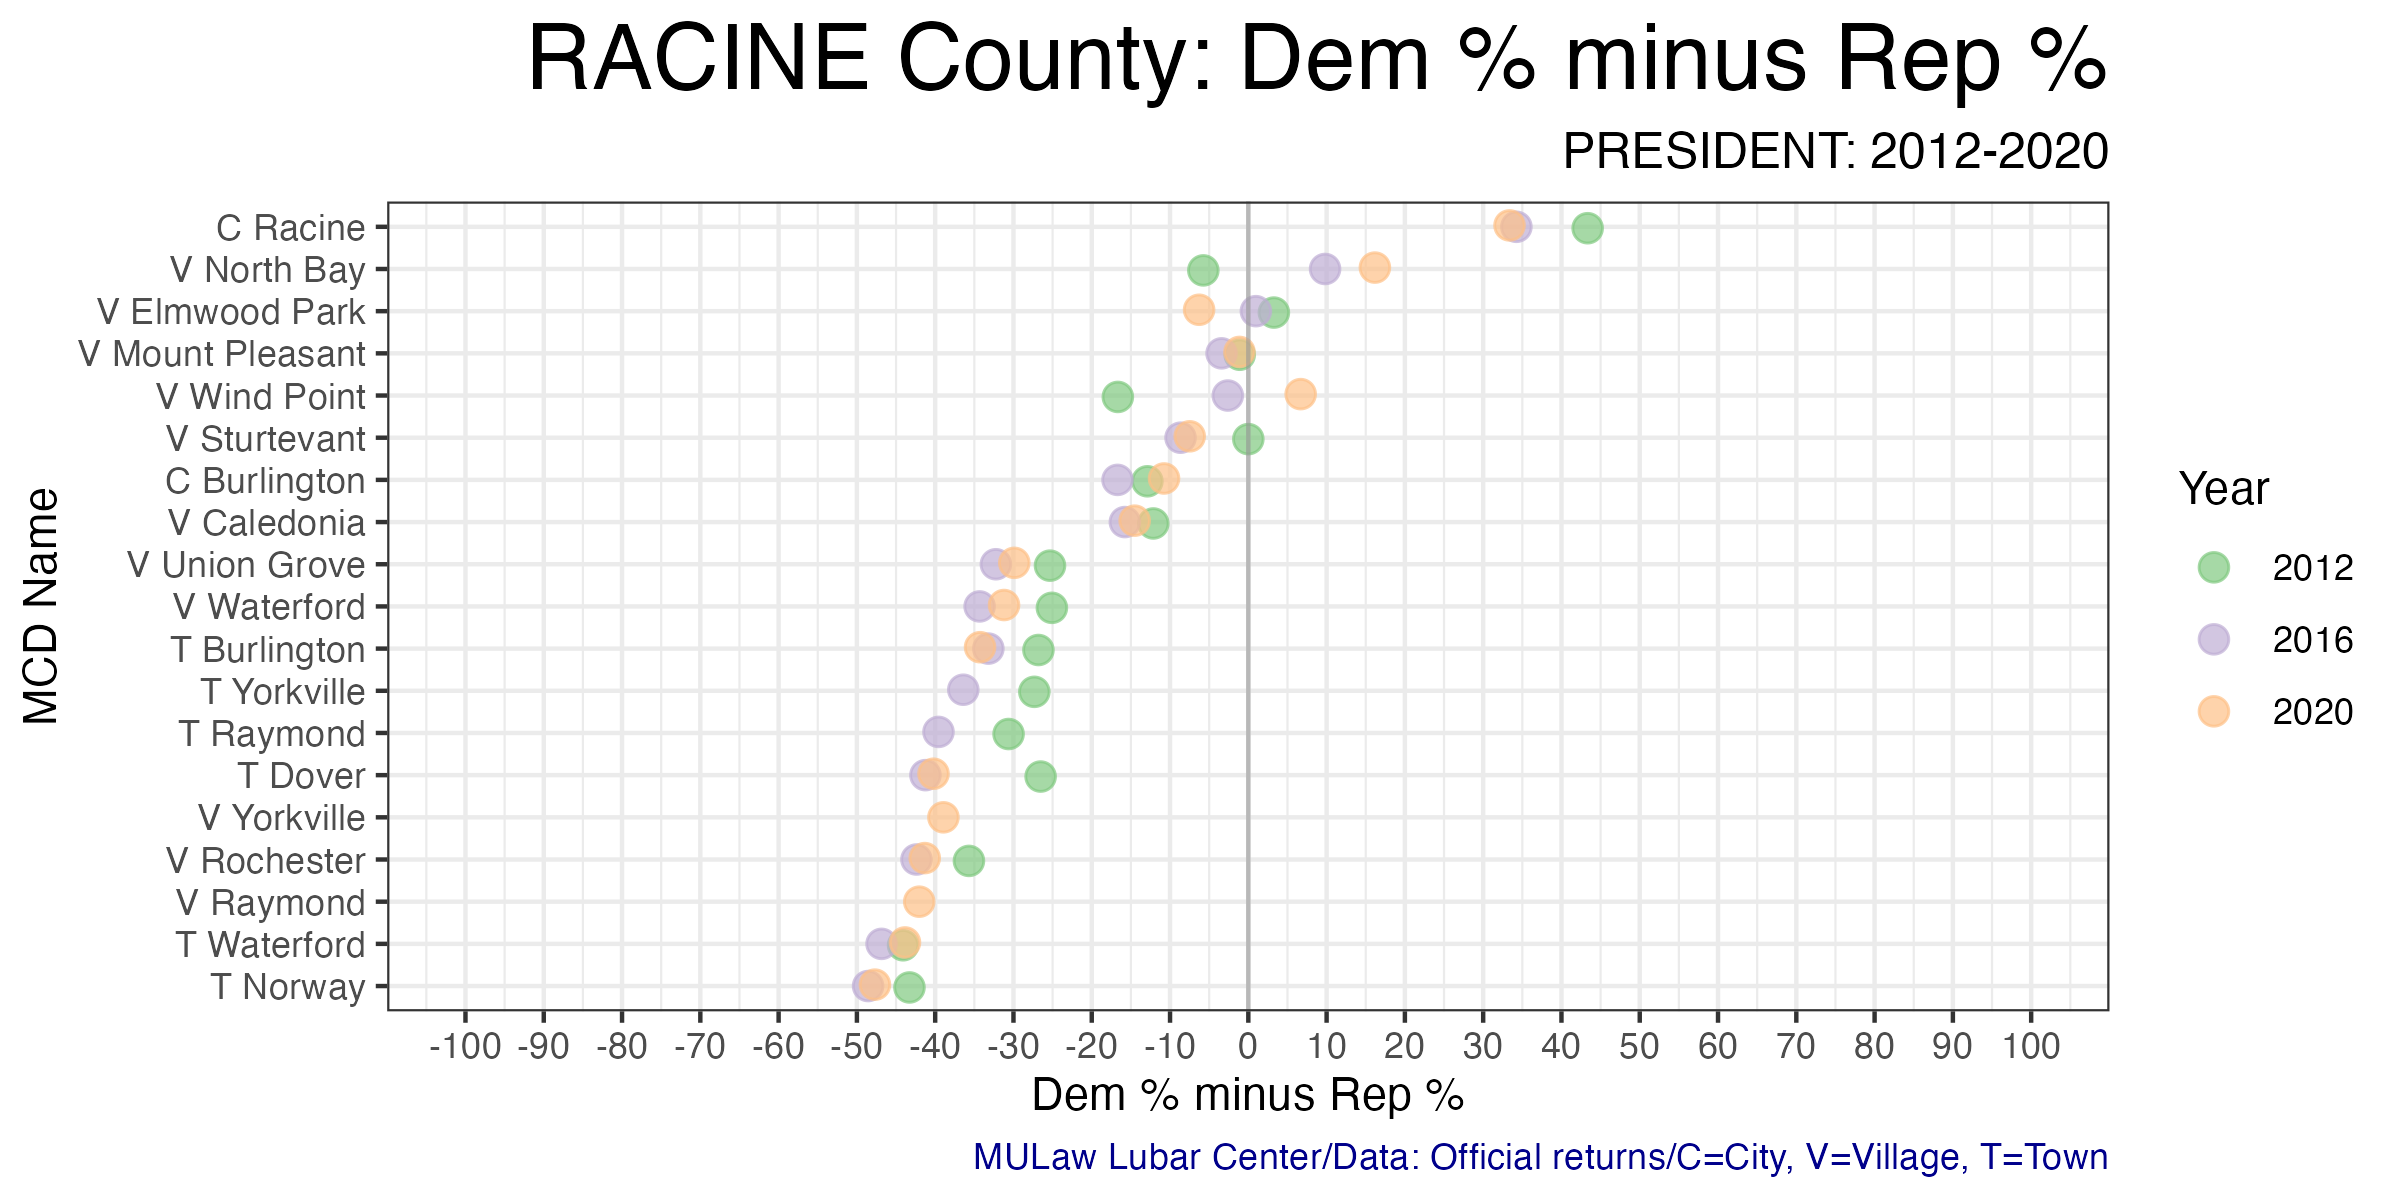 RACINE County: Dem % minus Rep %
PRESIDENT: 2012-2020
MCD Name
C Racine
V North Bay
V Elmwood Park
V Mount Pleasant
V Wind Point
V Sturtevant
C Burlington
V Caledonia
V Union Grove
V Waterford
T Burlington
T Yorkville
T Raymond
T Dover
V Yorkville
V Rochester
V Raymond
T Waterford
T Norway
-100 -90 -80 -70 -60 -50 -40 -30 -20 -10 0 10 20 30 40 50 60 70 80 90 100
Dem % minus Rep %
Year
2012
2016
2020
MULaw Lubar Center/Data: Official returns/C=City, V=Village, T=Town